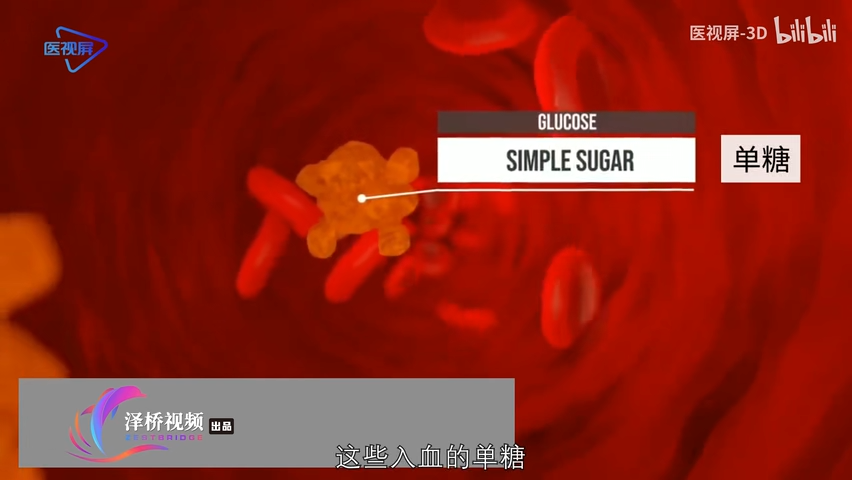 医视屏
医视屏-3D bilibili
GLUCOSE
SIMPLE SUGAR
单糖
泽桥视频 出品
ZESTBRIDGE
这些入血的单糖